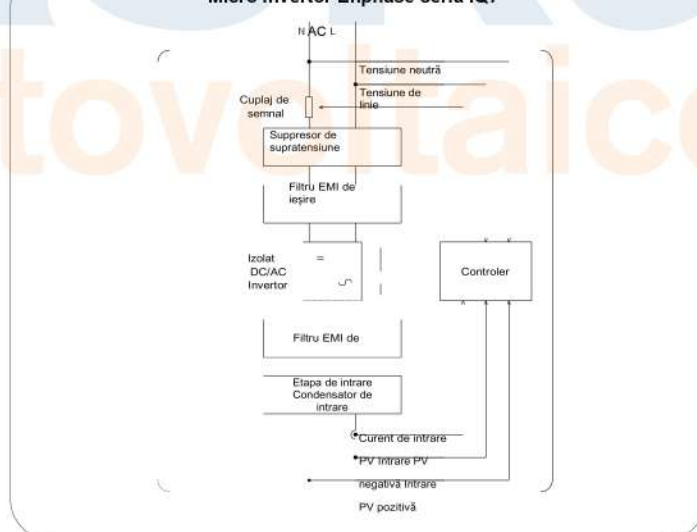 Micro Invertor Enphase seria IQ7
N AC L
Tensiune neutră
Tensiune de
linie
Cuplaj de
semnal
Suppresor de
supratensiune
Filtru EMI de
ieșire
Izolat
DC/AC
Invertor
=
Controler
Filtru EMI de
Etapa de intrare
Condensator de
intrare
Curent de intrare
PV Intrare PV
negativă Intrare
PV pozitivă